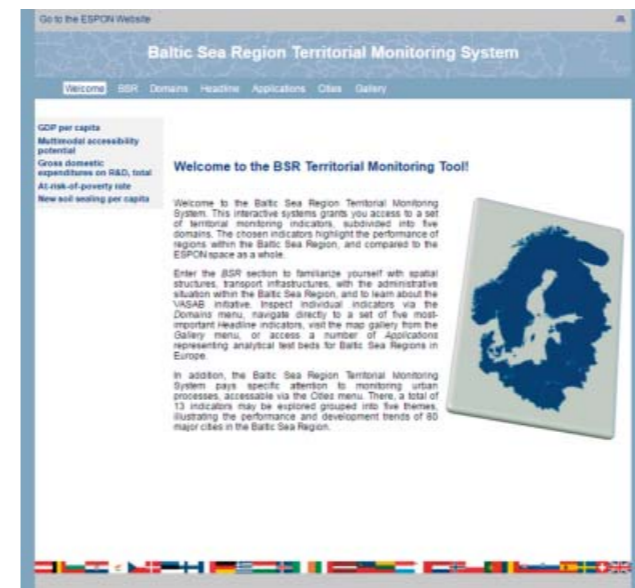 Go to the ESPON Website
Baltic Sea Region Territorial Monitoring System
Welcome BSR Domains Headline Applications Cities Gallery
GDP per capita
Multimodal accessibility
potential
Gross domestic
expenditures on R&D, total
At-risk-of-poverty rate
New soil sealing per capita
Welcome to the BSR Territorial Monitoring Tool!
Welcome to the Baltic Sea Region Territorial Monitoring
System. This interactive systems grants you access to a set
of territorial monitoring indicators, subdivided into five
domains. The chosen indicators highlight the performance of
regions within the Baltic Sea Region, and compared to the
ESPON space as a whole.
Enter the BSR section to familiarize yourself with spatial
structures, transport infrastructures, with the administrative
situation within the Baltic Sea Region, and to learn about the
VASAB initiative. Inspect individual indicators via the
Domains menu, navigate directly to a set of five most-
important Headline indicators, visit the map gallery from the
Gallery menu, or access a number of Applications
representing analytical test beds for Baltic Sea Regions in
Europe.
In addition, the Baltic Sea Region Territorial Monitoring
System pays specific attention to monitoring urban
processes, accessable via the Cities menu. There, a total of
13 indicators may be explored grouped into five themes,
illustrating the performance and development trends of 60
major cities in the Baltic Sea Region.